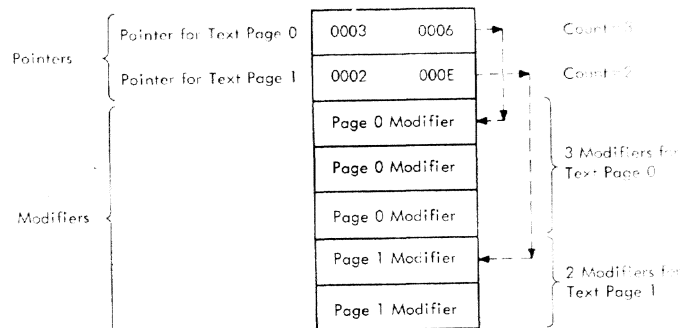 Pointers
Pointer for Text Page 0
0003 0006
Count = 3
Pointer for Text Page 1
0002 000E
Count = 2
Modifiers
Page 0 Modifier
Page 0 Modifier
Page 0 Modifier
3 Modifiers for
Text Page 0
Page 1 Modifier
Page 1 Modifier
2 Modifiers for
Text Page 1